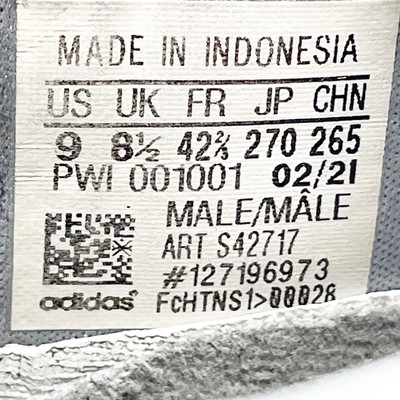 MADE IN INDONESIA
US UK FR JP CHN
9 8½ 42⅔ 270 265
PWI 001001 02/21
MALE/MÂLE
ART S42717
#127196973
adidas FcHTNS1>00028